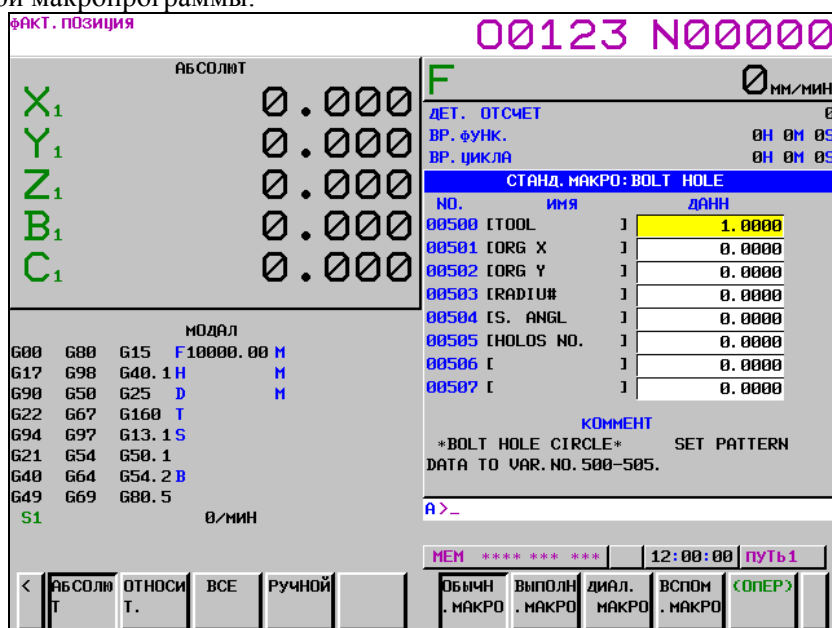 ой макропрограммы.
ФАКТ. ПОЗИЦИЯ
O0123 N00000
АБСОЛЮТ
X1 0.000
Y1 0.000
Z1 0.000
B1 0.000
C1 0.000
F 0 ММ/МИН
ДЕТ. ОТСЧЕТ 0
ВР.ФУНК. 0H 0M 0S
ВР.ЦИКЛА 0H 0M 0S
СТАНД.МАКРО:BOLT HOLE
NO. ИМЯ ДАНН
00500 [TOOL ] 1.0000
00501 [ORG X ] 0.0000
00502 [ORG Y ] 0.0000
00503 [RADIU# ] 0.0000
00504 [S. ANGL ] 0.0000
00505 [HOLOS NO. ] 0.0000
00506 [ ] 0.0000
00507 [ ] 0.0000
КОММЕНТ
*BOLT HOLE CIRCLE* SET PATTERN
DATA TO VAR.NO.500-505.
A>_
МОДАЛ
G00 G80 G15 F10000.00 M
G17 G98 G40.1 H M
G90 G50 G25 D M
G22 G67 G160 T
G94 G97 G13.1 S
G21 G54 G50.1
G40 G64 G54.2 B
G49 G69 G80.5
S1 0/МИН
MEM **** *** *** 12:00:00 ПУТЬ1
< АБСОЛЮТ ОТНОСИТ. ВСЕ РУЧНОЙ
ОБЫЧН.МАКРО ВЫПОЛН.МАКРО ДИАЛ. МАКРО ВСПОМ.МАКРО (ОПЕР)